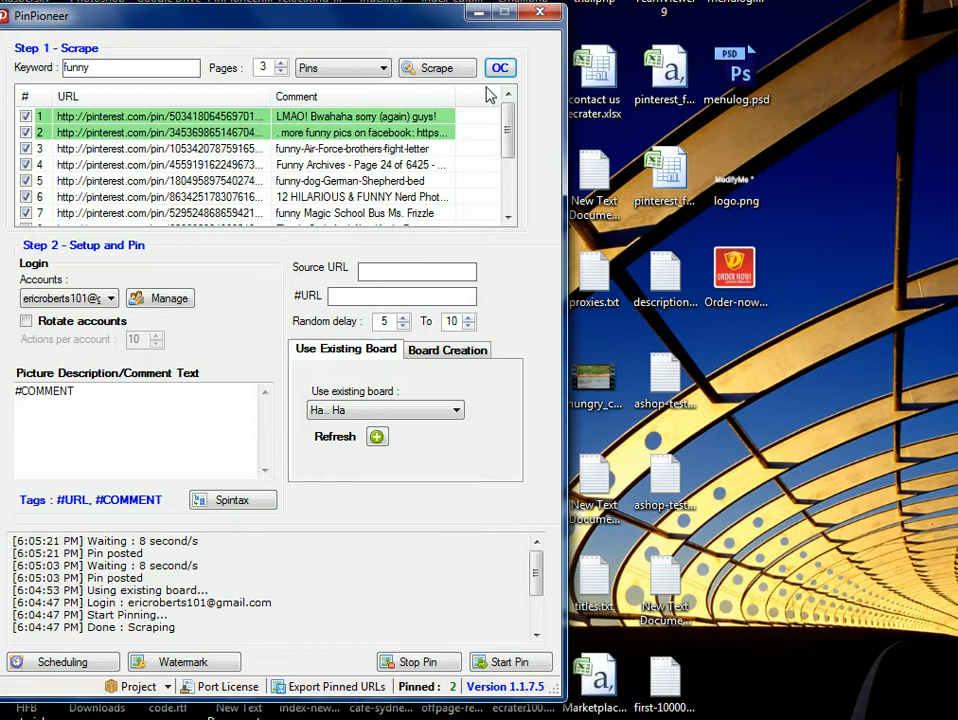 PinPioneer
9
Step 1 - Scrape
Keyword : funny Pages : 3 Pins Scrape OC
# URL Comment
1 http://pinterest.com/pin/503418064569701... LMAO! Bwahaha sorry (again) guys!
2 http://pinterest.com/pin/345369865146704... . more funny pics on facebook: https...
3 http://pinterest.com/pin/105342078759165... funny-Air-Force-brothers-fight-letter
4 http://pinterest.com/pin/455919162249673... Funny Archives - Page 24 of 6425 - ...
5 http://pinterest.com/pin/180495897540274... funny-dog-German-Shepherd-bed
6 http://pinterest.com/pin/863425178316072... 12 HILARIOUS & FUNNY Nerd Phot...
7 http://pinterest.com/pin/529524868659421... funny Magic School Bus Ms. Frizzle
Step 2 - Setup and Pin
Login
Accounts :
ericroberts101@g Manage
Rotate accounts
Actions per account : 10
Source URL
#URL
Random delay : 5 To 10
Use Existing Board Board Creation
Use existing board :
Ha.. Ha
Refresh
Picture Description/Comment Text
#COMMENT
Tags : #URL, #COMMENT Spintax
[6:05:21 PM] Waiting : 8 second/s
[6:05:21 PM] Pin posted
[6:05:03 PM] Waiting : 8 second/s
[6:05:03 PM] Pin posted
[6:04:53 PM] Using existing board...
[6:04:47 PM] Login : ericroberts101@gmail.com
[6:04:47 PM] Start Pinning...
[6:04:47 PM] Done : Scraping
Scheduling Watermark Stop Pin Start Pin
Project Port License Export Pinned URLs Pinned : 2 Version 1.1.7.5
HFB Downloads code.rtf New Text index-new... cafe-sydne... offpage-re... ecrater100...
contact us
ecrater.xlsx
pinterest_f...
PSD
Ps
menulog.psd
New Text
Docume...
pinterest_f...
ModifyMe
logo.png
proxies.txt
description...
ORDER NOW!
Order-now...
hungry_c...
ashop-test...
New Text
Docume...
ashop-test...
titles.txt
New Text
Docume...
Marketplac...
first-10000...